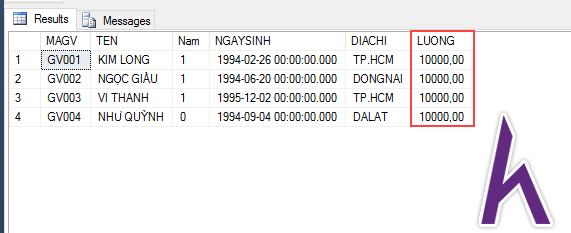 Results Messages
MAGV TEN Nam NGAYSINH DIACHI LUONG
1 GV001 KIM LONG 1 1994-02-26 00:00:00.000 TP.HCM 10000,00
2 GV002 NGỌC GIÀU 1 1994-06-20 00:00:00.000 DONGNAI 10000,00
3 GV003 VI THANH 1 1995-12-02 00:00:00.000 TP.HCM 10000,00
4 GV004 NHƯ QUỲNH 0 1994-09-04 00:00:00.000 DALAT 10000,00
h